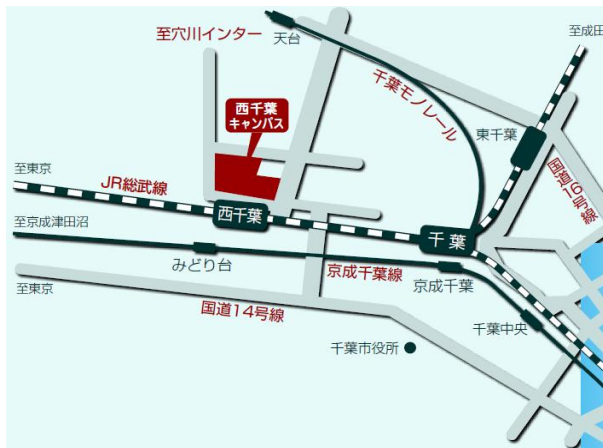 至穴川インター
天台
至成田
千葉モノレール
西千葉
キャンパス
東千葉
国道16号線
至東京
JR総武線
西千葉
千葉
至京成津田沼
みどり台
京成千葉線
京成千葉
至東京
国道14号線
千葉中央
千葉市役所